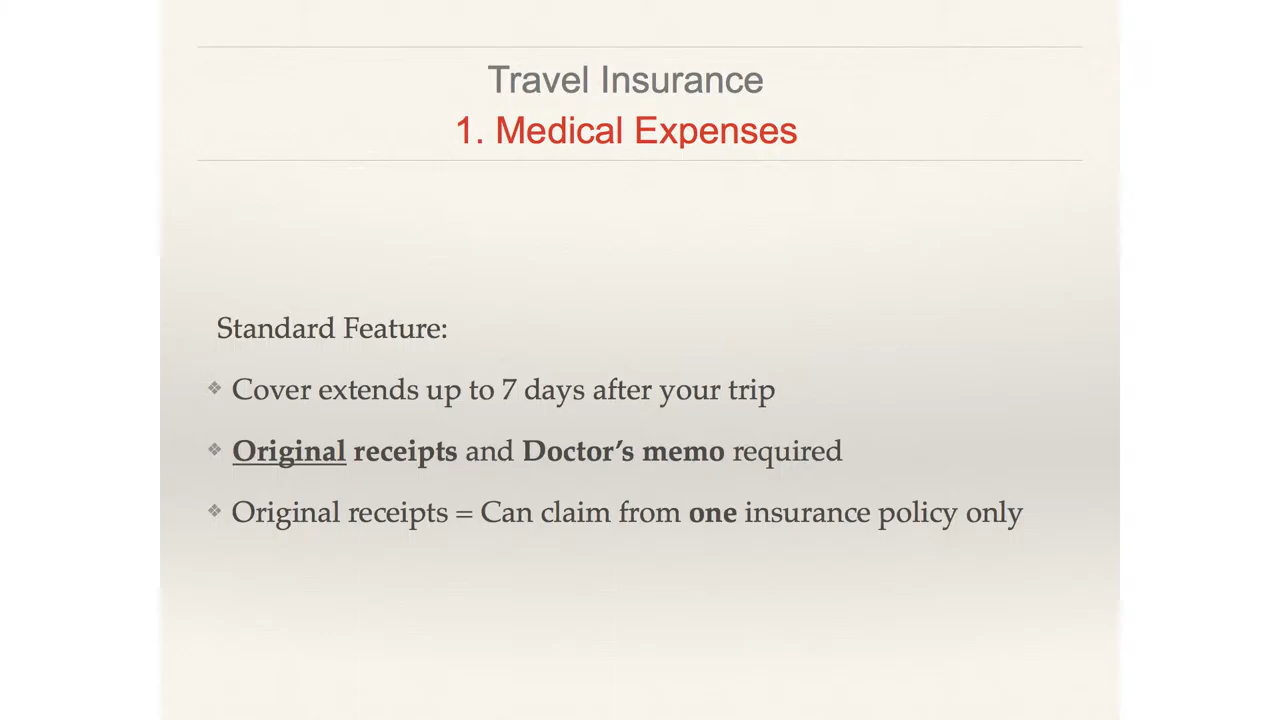 Travel Insurance
1. Medical Expenses
Standard Feature:
❖ Cover extends up to 7 days after your trip
❖ Original receipts and Doctor’s memo required
❖ Original receipts = Can claim from one insurance policy only